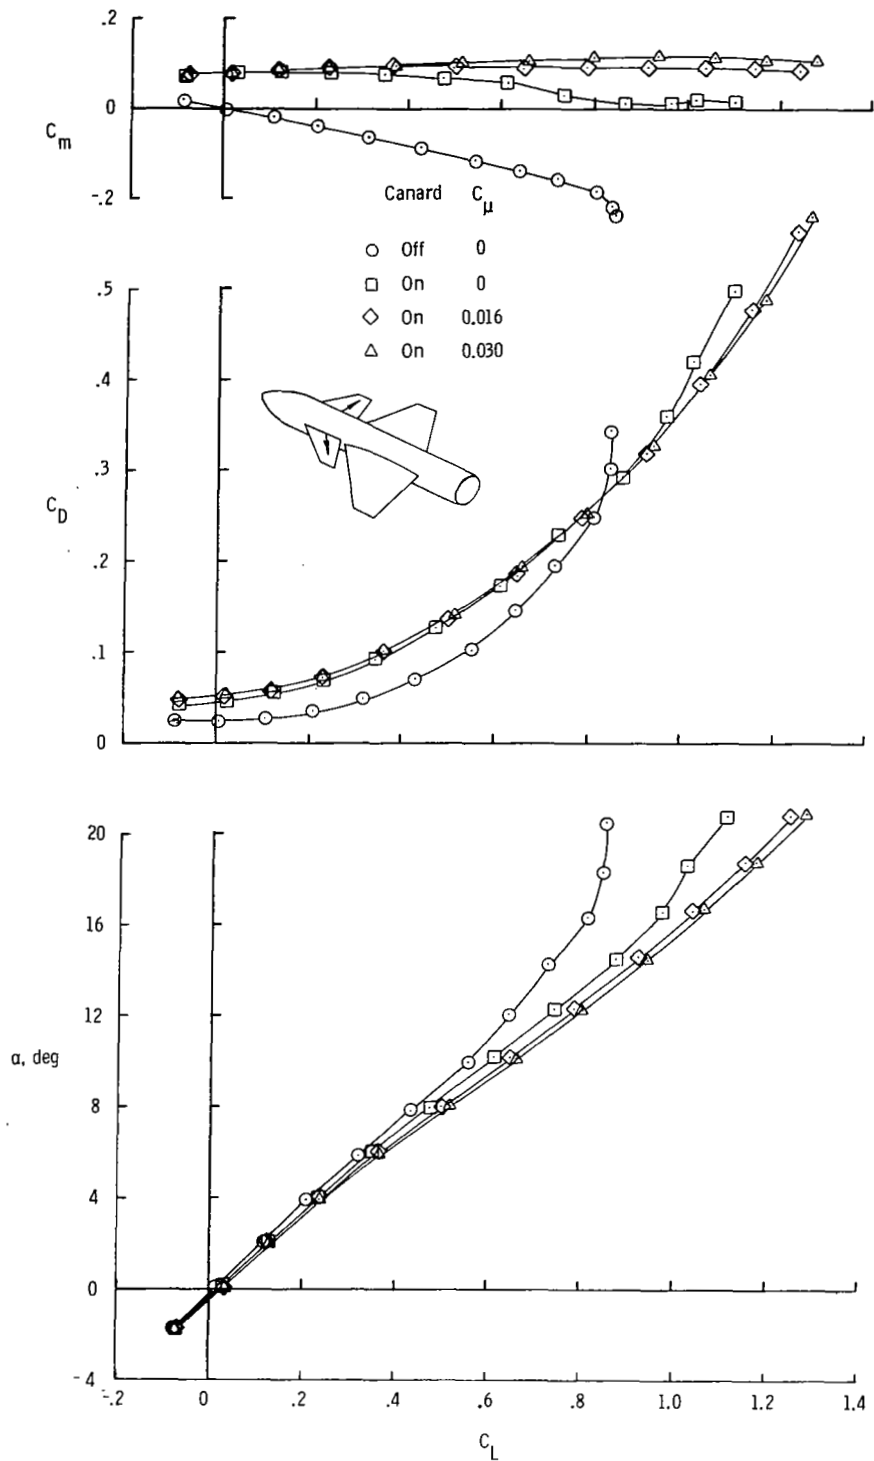 .2
0
-.2
C_m
Canard C_μ
Off 0
On 0
On 0.016
On 0.030
.5
.4
.3
.2
.1
0
C_D
20
16
12
8
4
0
-4
α, deg
-.2 0 .2 .4 .6 .8 1.0 1.2 1.4
C_L